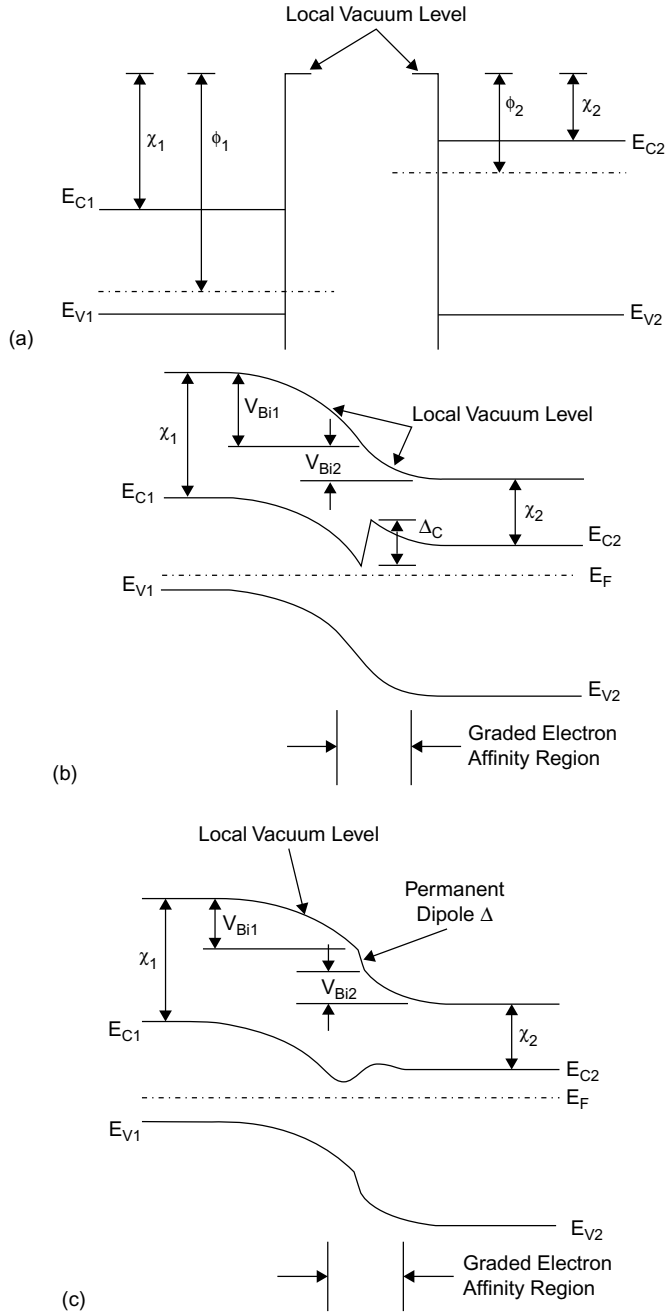 Local Vacuum Level
χ1
ϕ1
ϕ2
χ2
EC1
EC2
EV1
EV2
(a)
VBi1
Local Vacuum Level
χ1
VBi2
EC1
ΔC
χ2
EC2
EV1
EF
EV2
Graded Electron
Affinity Region
(b)
Local Vacuum Level
Permanent
Dipole Δ
VBi1
χ1
VBi2
EC1
χ2
EC2
EF
EV1
EV2
Graded Electron
Affinity Region
(c)